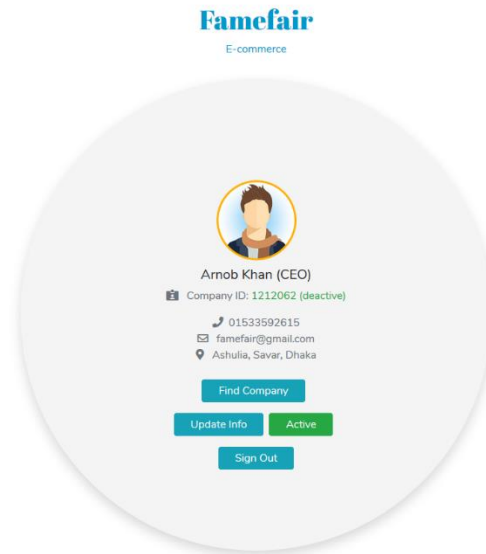 Famefair
E-commerce
Arnob Khan (CEO)
Company ID: 1212062 (deactive)
01533592615
famefair@gmail.com
Ashulia, Savar, Dhaka
Find Company
Update Info Active
Sign Out